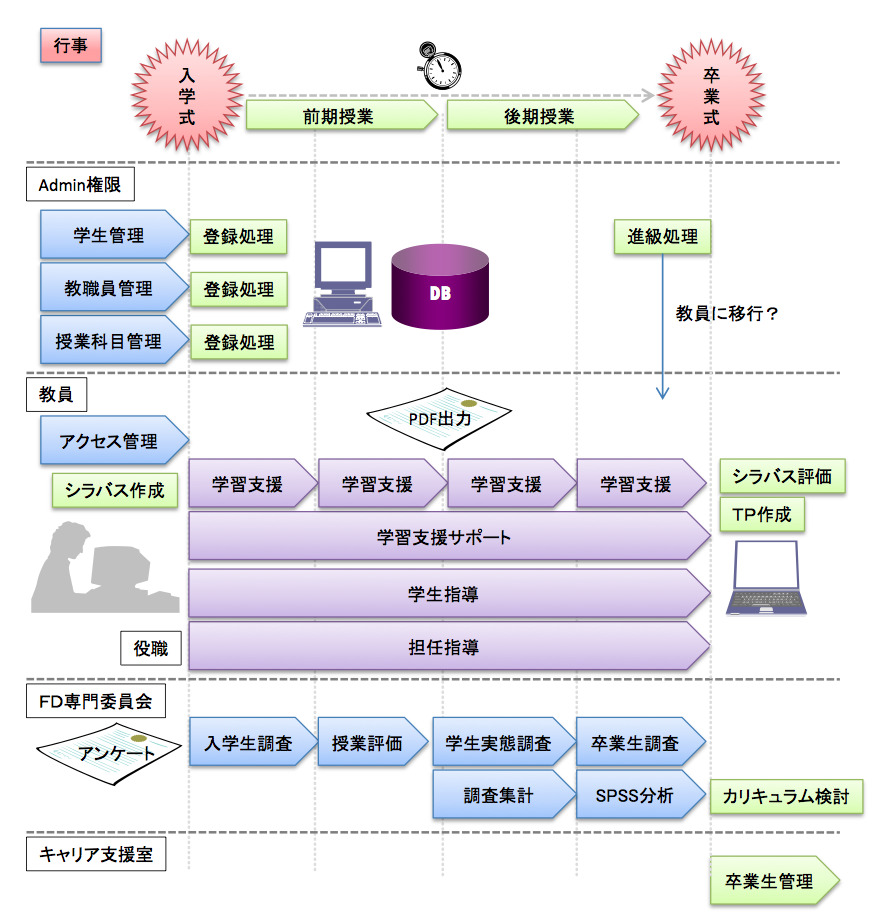 行事
入学式
卒業式
前期授業
後期授業
Admin権限
学生管理
登録処理
進級処理
教職員管理
登録処理
DB
教員に移行？
授業科目管理
登録処理
教員
PDF出力
アクセス管理
シラバス作成
学習支援
学習支援
学習支援
学習支援
シラバス評価
TP作成
学習支援サポート
学生指導
役職
担任指導
FD専門委員会
アンケート
入学生調査
授業評価
学生実態調査
卒業生調査
調査集計
SPSS分析
カリキュラム検討
キャリア支援室
卒業生管理